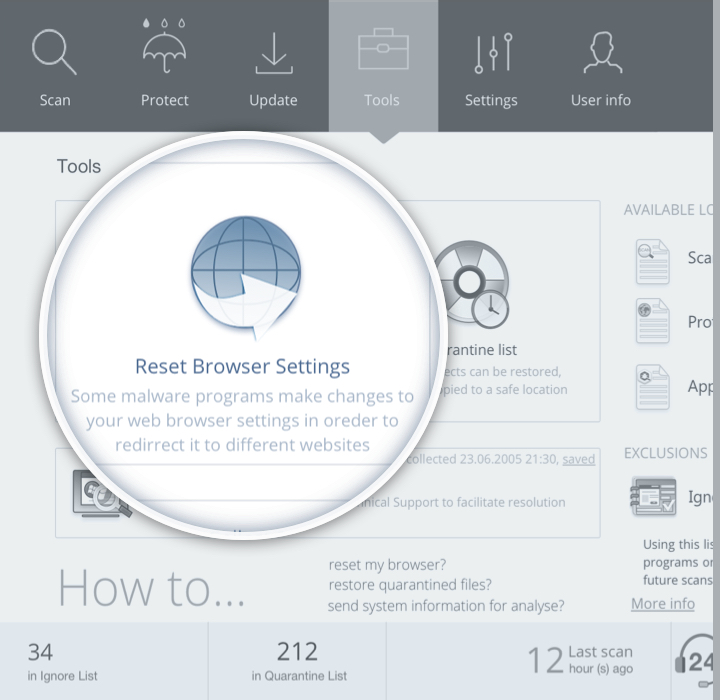 Scan
Protect
Update
Tools
Settings
User info
Tools
Reset Browser Settings
Some malware programs make changes to
your web browser settings in oreder to
redirrect it to different websites
rantine list
ects can be restored,
pied to a safe location
collected 23.06.2005 21:30, saved
nical Support to facilitate resolution
AVAILABLE LO
Sca
Pro
App
EXCLUSIONS
Ign
Using this lis
programs or
future scans
More info
How to...
reset my browser?
restore quarantined files?
send system information for analyse?
34
in Ignore List
212
in Quarantine List
12 Last scan
hour (s) ago
24